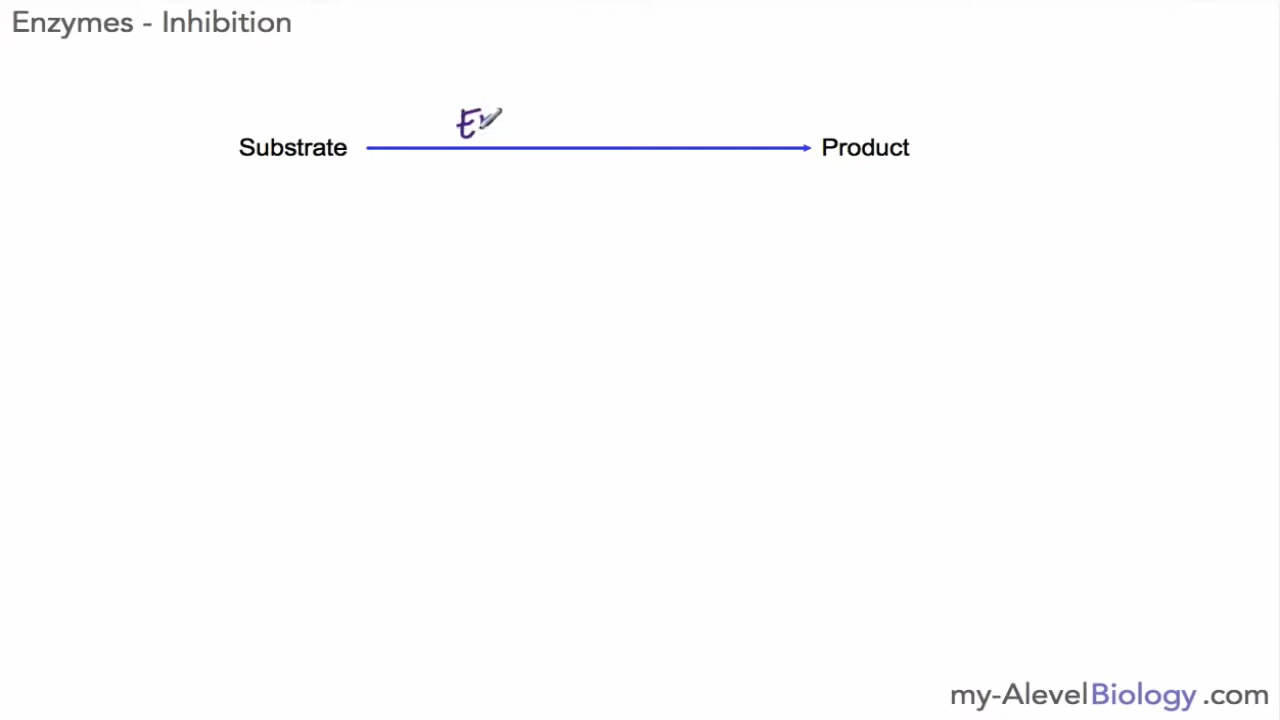 Enzymes - Inhibition
E
Substrate Product
my-AlevelBiology.com